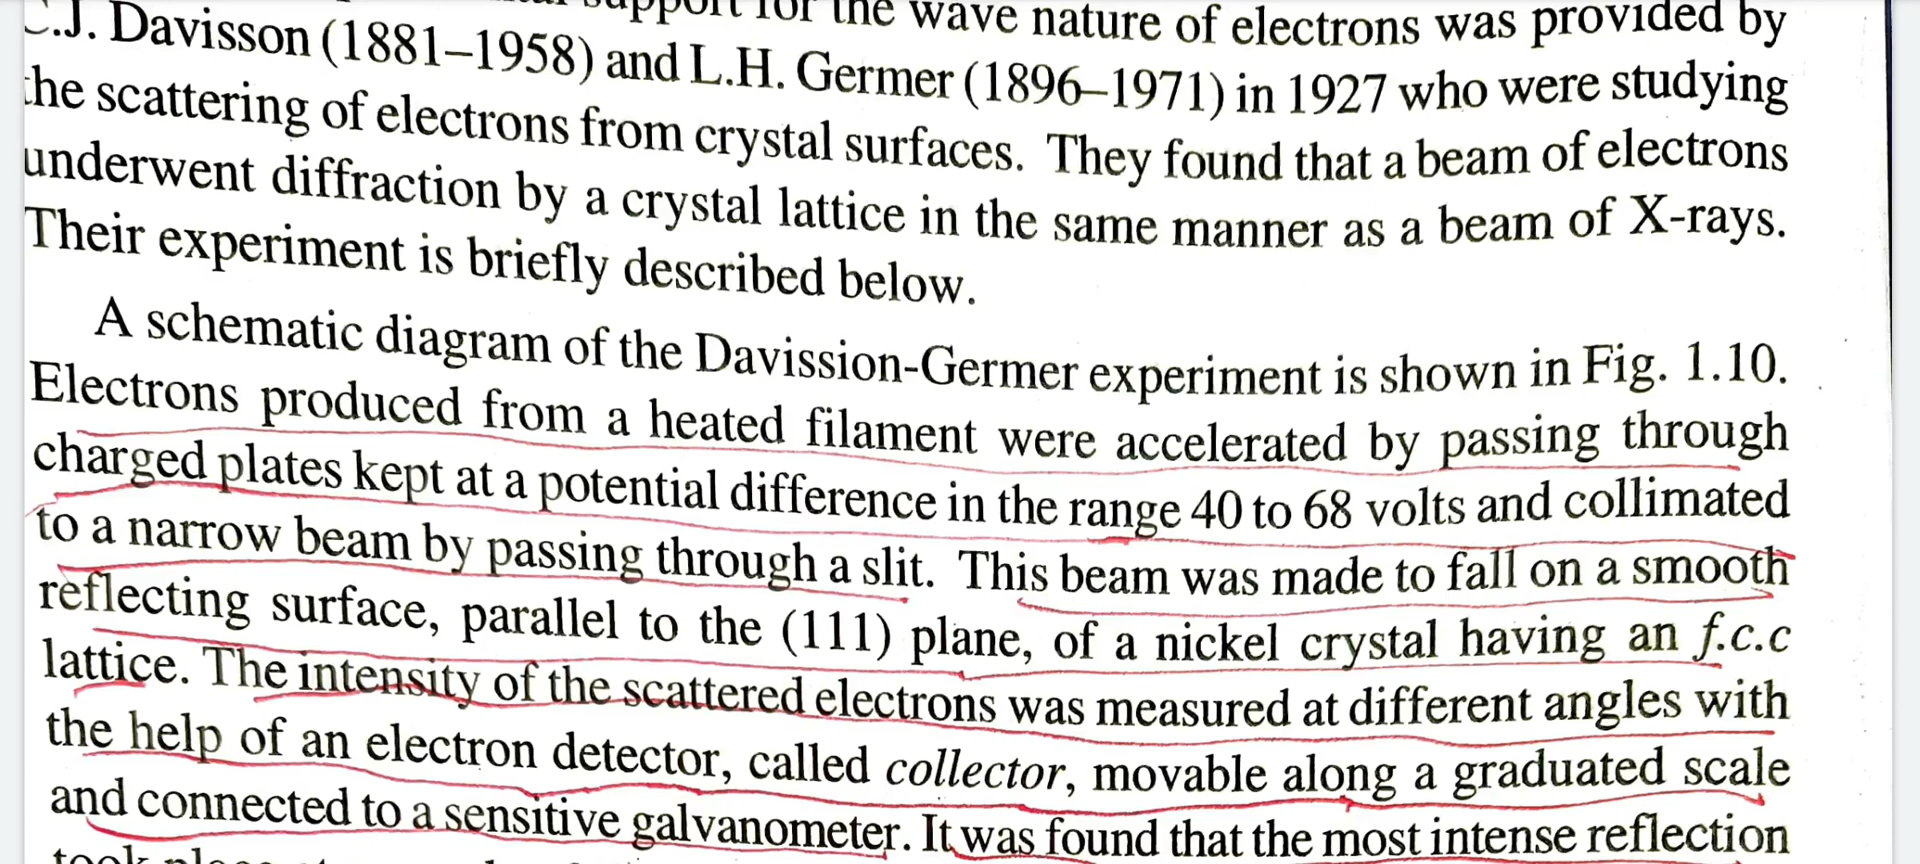 support for the wave nature of electrons was provided by
C.J. Davisson (1881–1958) and L.H. Germer (1896–1971) in 1927 who were studying
the scattering of electrons from crystal surfaces. They found that a beam of electrons
underwent diffraction by a crystal lattice in the same manner as a beam of X-rays.
Their experiment is briefly described below.
A schematic diagram of the Davission-Germer experiment is shown in Fig. 1.10.
Electrons produced from a heated filament were accelerated by passing through
charged plates kept at a potential difference in the range 40 to 68 volts and collimated
to a narrow beam by passing through a slit. This beam was made to fall on a smooth
reflecting surface, parallel to the (111) plane, of a nickel crystal having an f.c.c
lattice. The intensity of the scattered electrons was measured at different angles with
the help of an electron detector, called collector, movable along a graduated scale
and connected to a sensitive galvanometer. It was found that the most intense reflection
took